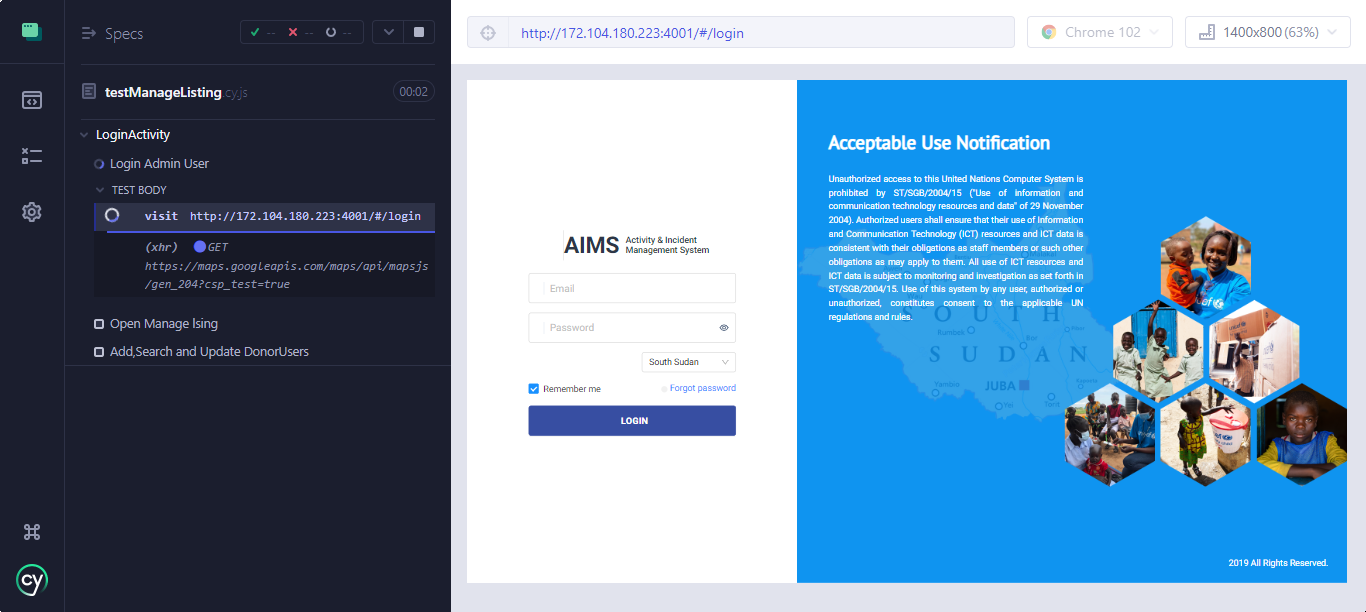 Specs
-- -- --
testManageListing.cy.js
00:02
LoginActivity
Login Admin User
TEST BODY
visit http://172.104.180.223:4001/#/login
(xhr) GET
https://maps.googleapis.com/maps/api/mapsjs
/gen_204?csp_test=true
Open Manage lsing
Add,Search and Update DonorUsers
cy
http://172.104.180.223:4001/#/login
Chrome 102
1400x800 (63%)
AIMS Activity & Incident
Management System
Email
Password
South Sudan
Remember me
Forgot password
LOGIN
Acceptable Use Notification
Unauthorized access to this United Nations Computer System is
prohibited by ST/SGB/2004/15 ("Use of information and
communication technology resources and data" of 29 November
2004). Authorized users shall ensure that their use of Information
and Communication Technology (ICT) resources and ICT data is
consistent with their obligations as staff members or such other
obligations as may apply to them. All use of ICT resources and
ICT data is subject to monitoring and investigation as set forth in
ST/SGB/2004/15. Use of this system by any user, authorized or
unauthorized, constitutes consent to the applicable UN
regulations and rules.
SOUTH
Rumbek
Bor
SUDAN
Yambio
JUBA
Yei
Torit
2019 All Rights Reserved.